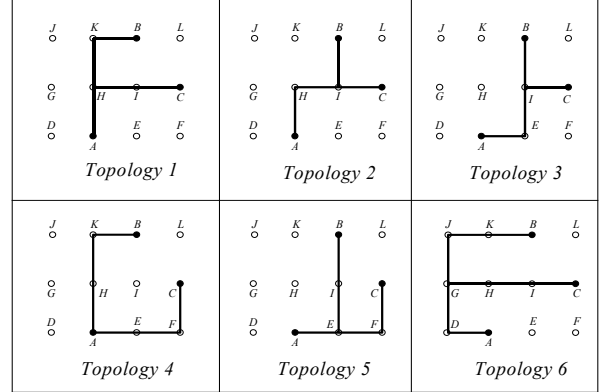 J K B L J K B L J K B L
G H I C G H I C G H I C
D A E F D A E F D A E F
Topology 1 Topology 2 Topology 3
J K B L J K B L J K B L
G H I C G H I C G H I C
D A E F D A E F D A E F
Topology 4 Topology 5 Topology 6